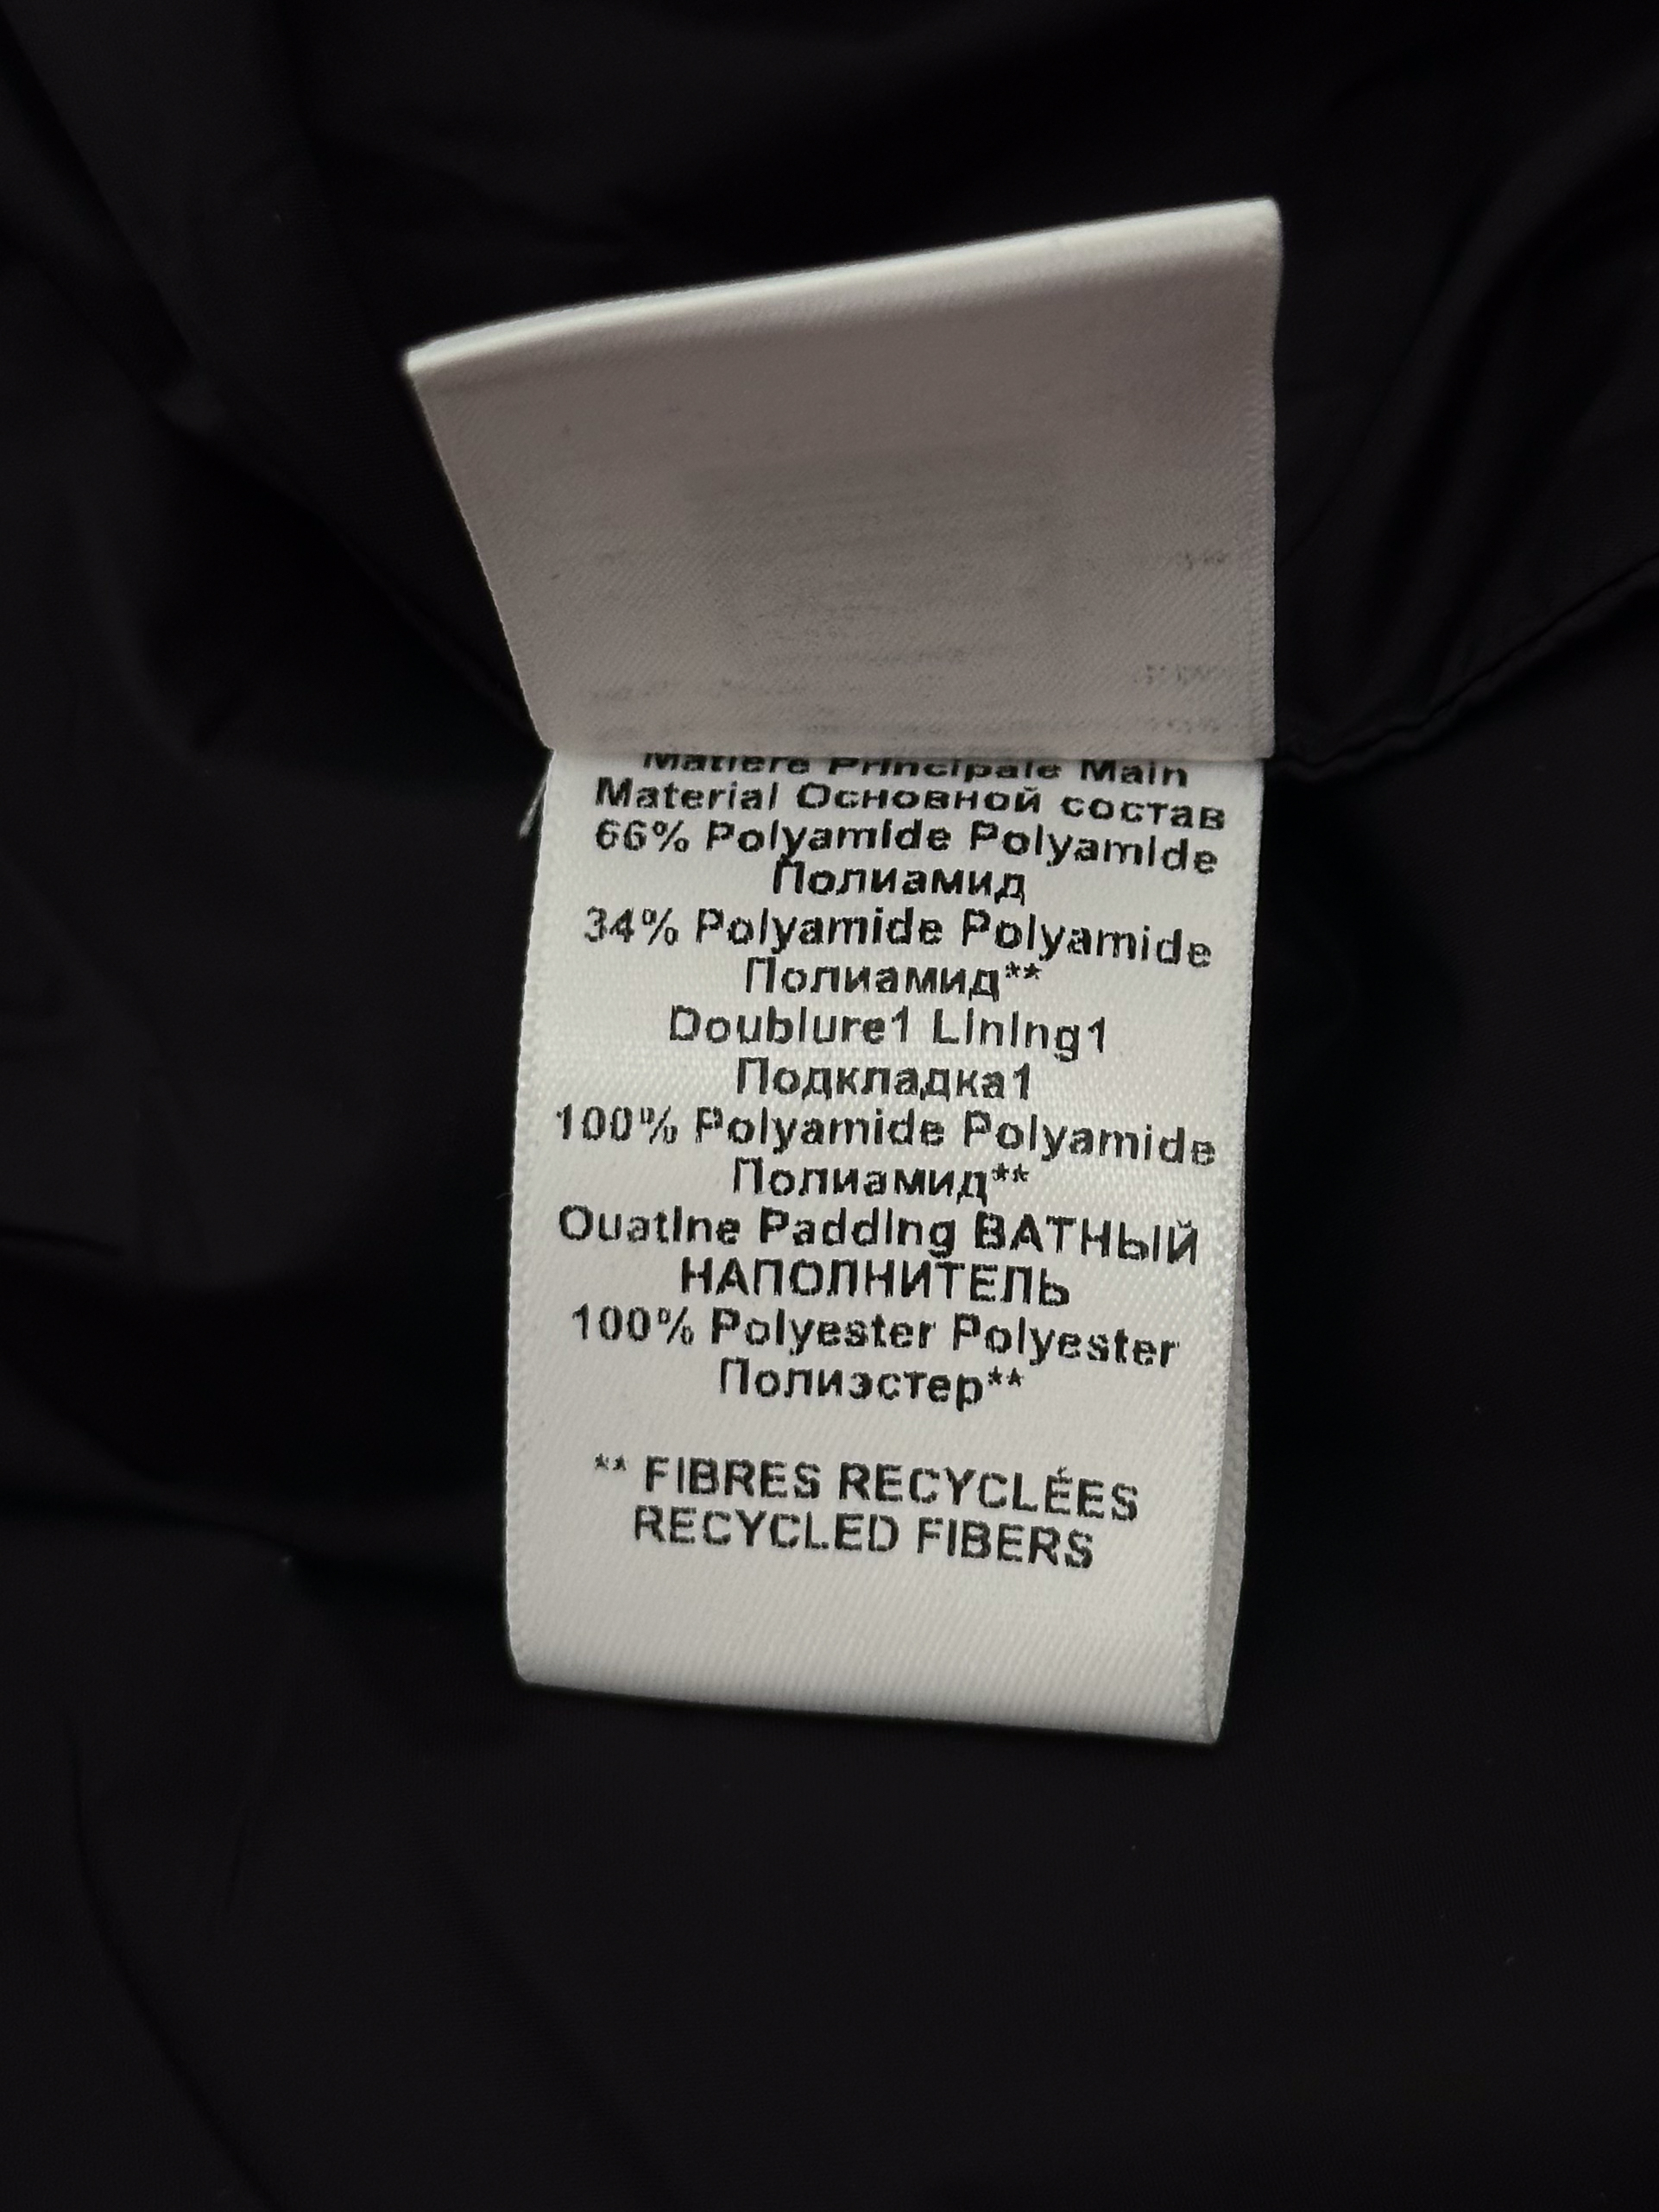 Matière Principale Main
Material Основной состав
66% Polyamide Polyamide
Полиамид
34% Polyamide Polyamide
Полиамид**
Doublure1 Lining1
Подкладка1
100% Polyamide Polyamide
Полиамид**
Ouatine Padding ВАТНЫЙ
НАПОЛНИТЕЛЬ
100% Polyester Polyester
Полиэстер**
** FIBRES RECYCLÉES
RECYCLED FIBERS